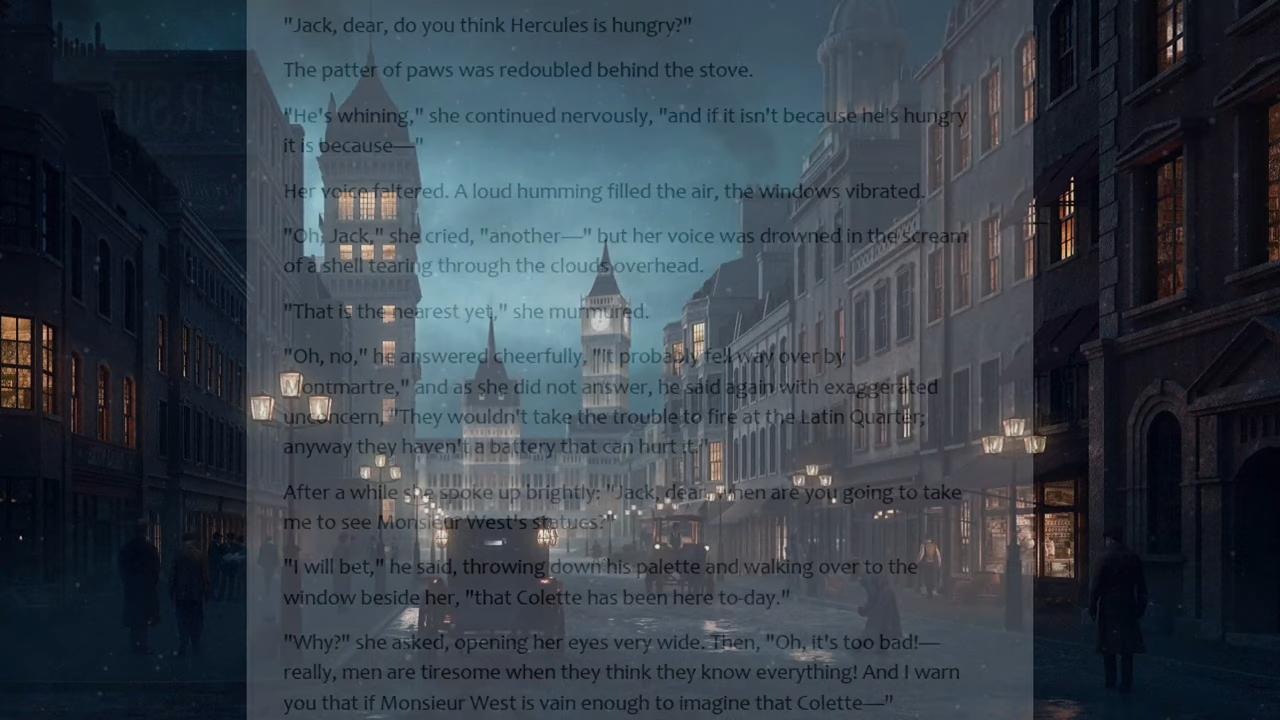 "Jack, dear, do you think Hercules is hungry?"
The patter of paws was redoubled behind the stove.
"He's whining," she continued nervously, "and if it isn't because he's hungry
it is because—"
Her voice faltered. A loud humming filled the air, the windows vibrated.
"Oh, Jack," she cried, "another—" but her voice was drowned in the scream
of a shell tearing through the clouds overhead.
"That is the nearest yet," she murmured.
"Oh, no," he answered cheerfully, "It probably fell way over by
Montmartre," and as she did not answer, he said again with exaggerated
unconcern, "They wouldn't take the trouble to fire at the Latin Quarter;
anyway they haven't a battery that can hurt it."
After a while she spoke up brightly: "Jack, dear, when are you going to take
me to see Monsieur West's statues?"
"I will bet," he said, throwing down his palette and walking over to the
window beside her, "that Colette has been here to-day."
"Why?" she asked, opening her eyes very wide. Then, "Oh, it's too bad!—
really, men are tiresome when they think they know everything! And I warn
you that if Monsieur West is vain enough to imagine that Colette—"